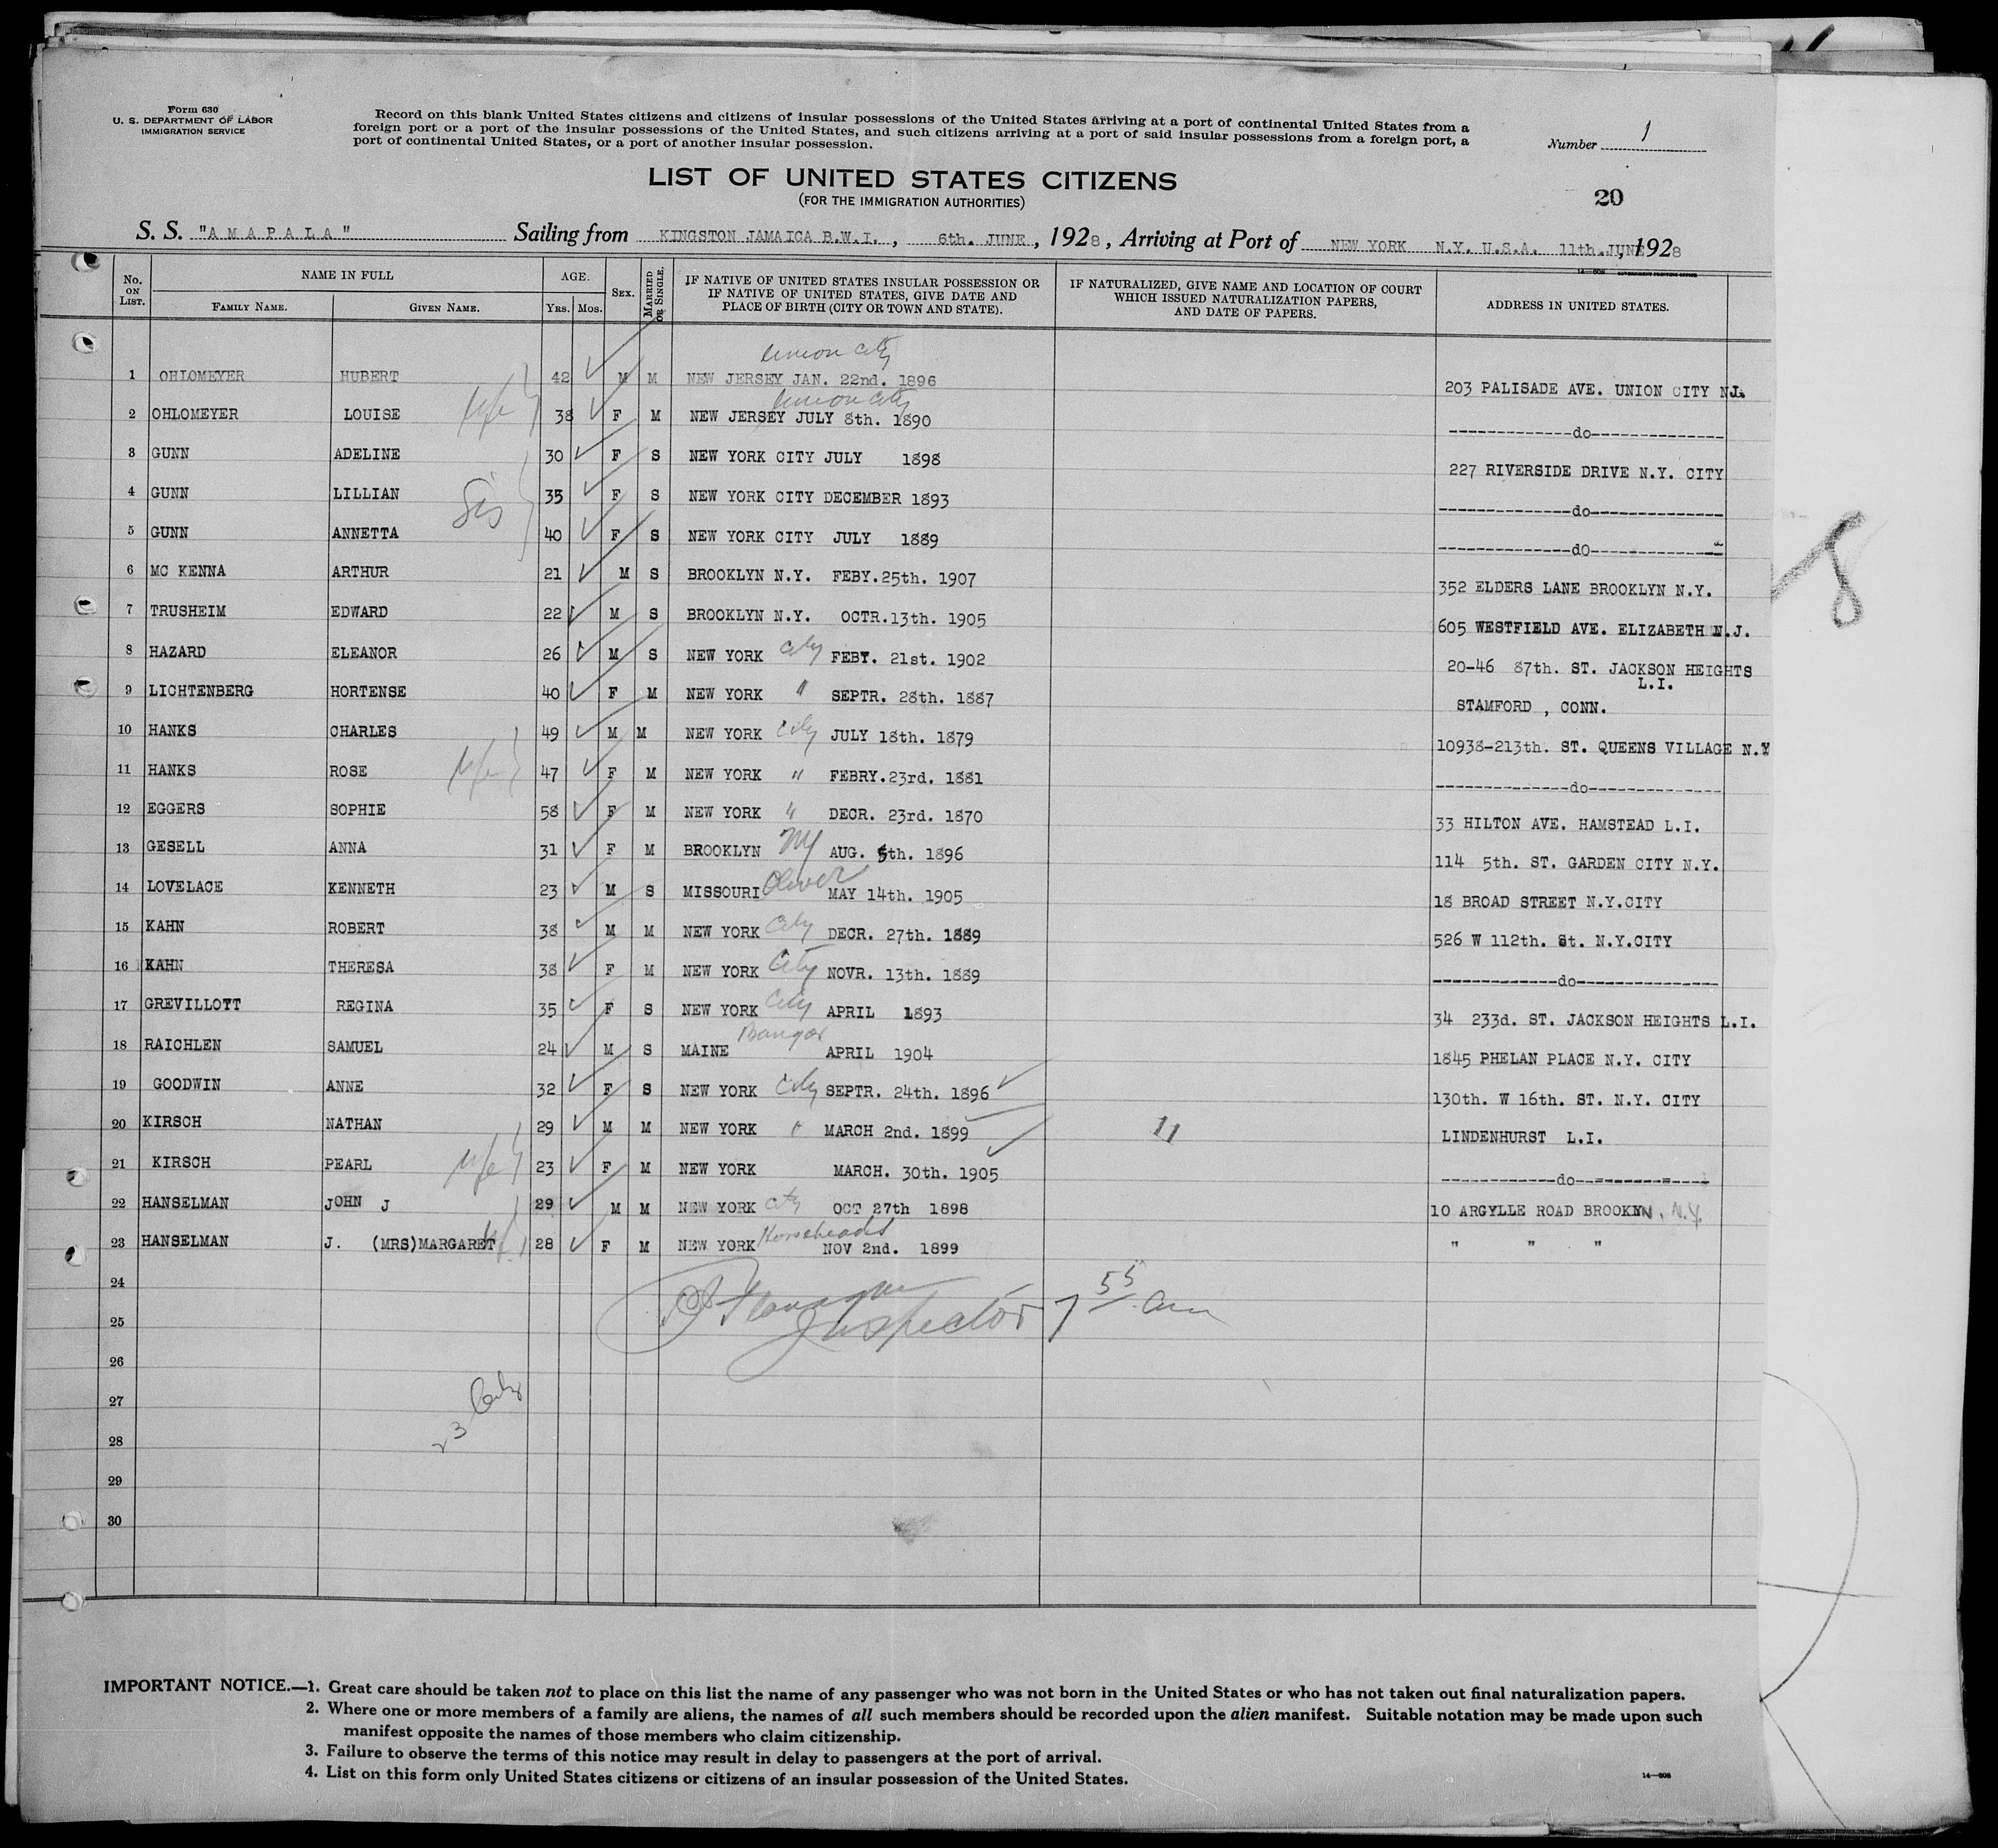 Form 630
U. S. DEPARTMENT OF LABOR
IMMIGRATION SERVICE
Record on this blank United States citizens and citizens of insular possessions of the United States arriving at a port of continental United States from a
foreign port or a port of the insular possessions of the United States, and such citizens arriving at a port of said insular possessions from a foreign port, a
port of continental United States, or a port of another insular possession.
Number 1
LIST OF UNITED STATES CITIZENS
(FOR THE IMMIGRATION AUTHORITIES)
20
S. S. "AMAPALA" Sailing from KINGSTON JAMAICA B.W.I., 6th. JUNE, 1928, Arriving at Port of NEW YORK N.Y. U.S.A. 11th.JUNE, 1928
No. ON LIST. NAME IN FULL FAMILY NAME. GIVEN NAME. AGE. YRS. MOS. SEX. MARRIED OR SINGLE. IF NATIVE OF UNITED STATES INSULAR POSSESSION OR IF NATIVE OF UNITED STATES, GIVE DATE AND PLACE OF BIRTH (CITY OR TOWN AND STATE). IF NATURALIZED, GIVE NAME AND LOCATION OF COURT WHICH ISSUED NATURALIZATION PAPERS, AND DATE OF PAPERS. ADDRESS IN UNITED STATES.
Union City
1 OHLOMEYER HUBERT 42 M M NEW JERSEY JAN. 22nd. 1896 203 PALISADE AVE. UNION CITY NJ.
Union City
2 OHLOMEYER LOUISE 38 F M NEW JERSEY JULY 8th. 1890 -------------do--------------
3 GUNN ADELINE 30 F S NEW YORK CITY JULY 1898 227 RIVERSIDE DRIVE N.Y. CITY
4 GUNN LILLIAN Sis 35 F S NEW YORK CITY DECEMBER 1893 --------------do--------------
5 GUNN ANNETTA 40 F S NEW YORK CITY JULY 1889 --------------do--------------
6 MC KENNA ARTHUR 21 M S BROOKLYN N.Y. FEBY.25th. 1907 352 ELDERS LANE BROOKLYN N.Y.
7 TRUSHEIM EDWARD 22 M S BROOKLYN N.Y. OCTR.13th. 1905 605 WESTFIELD AVE. ELIZABETH N.J.
8 HAZARD ELEANOR 26 M S NEW YORK City FEBY. 21st. 1902 20-46 87th. ST. JACKSON HEIGHTS L.I.
9 LICHTENBERG HORTENSE 40 F M NEW YORK " SEPTR. 28th. 1887 STAMFORD , CONN.
10 HANKS CHARLES 49 M M NEW YORK City JULY 18th. 1879 10938-213th. ST. QUEENS VILLAGE N.Y
11 HANKS ROSE 47 F M NEW YORK " FEBRY.23rd. 1881 --------------do--------------
12 EGGERS SOPHIE 58 F M NEW YORK " DECR. 23rd. 1870 33 HILTON AVE. HAMSTEAD L.I.
13 GESELL ANNA 31 F M BROOKLYN NY AUG. 5th. 1896 114 5th. ST. GARDEN CITY N.Y.
14 LOVELACE KENNETH 23 M S MISSOURI Oliver MAY 14th. 1905 18 BROAD STREET N.Y.CITY
15 KAHN ROBERT 38 M M NEW YORK City DECR. 27th. 1889 526 W 112th. St. N.Y.CITY
16 KAHN THERESA 38 F M NEW YORK City NOVR. 13th. 1889 -------------do---------------
17 GREVILLOTT REGINA 35 F S NEW YORK City APRIL 1893 34 233d. ST. JACKSON HEIGHTS L.I.
18 RAICHLEN SAMUEL 24 M S MAINE Bangor APRIL 1904 1845 PHELAN PLACE N.Y. CITY
19 GOODWIN ANNE 32 F S NEW YORK City SEPTR. 24th. 1896 130th. W 16th. ST. N.Y. CITY
20 KIRSCH NATHAN 29 M M NEW YORK " MARCH 2nd. 1899 11 LINDENHURST L.I.
21 KIRSCH PEARL 23 F M NEW YORK MARCH. 30th. 1905 ------------do--------------
22 HANSELMAN JOHN J 29 M M NEW YORK City OCT 27th 1898 10 ARGYLLE ROAD BROOKLYN, N.Y.
23 HANSELMAN J. (MRS)MARGARET 28 F M NEW YORK Horseheads NOV 2nd. 1899 " " "
24
Inspector 7 55 am
25
26
27
28
29
30
IMPORTANT NOTICE.—1. Great care should be taken not to place on this list the name of any passenger who was not born in the United States or who has not taken out final naturalization papers.
2. Where one or more members of a family are aliens, the names of all such members should be recorded upon the alien manifest. Suitable notation may be made upon such
manifest opposite the names of those members who claim citizenship.
3. Failure to observe the terms of this notice may result in delay to passengers at the port of arrival.
4. List on this form only United States citizens or citizens of an insular possession of the United States.
14—608
8